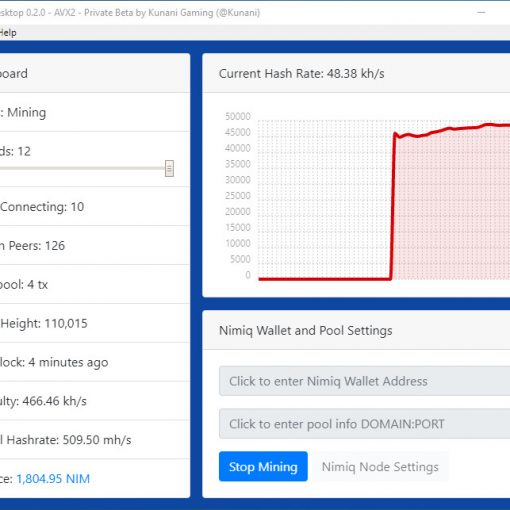 sktop 0.2.0 - AVX2 - Private Beta by Kunani Gaming (@Kunani)
Help
board
: Mining
ds: 12
Connecting: 10
n Peers: 126
pool: 4 tx
Height: 110,015
lock: 4 minutes ago
ulty: 466.46 kh/s
l Hashrate: 509.50 mh/s
ce: 1,804.95 NIM
Current Hash Rate: 48.38 kh/s
50000
45000
40000
35000
30000
25000
20000
15000
10000
5000
0
Nimiq Wallet and Pool Settings
Click to enter Nimiq Wallet Address
Click to enter pool info DOMAIN:PORT
Stop Mining
Nimiq Node Settings